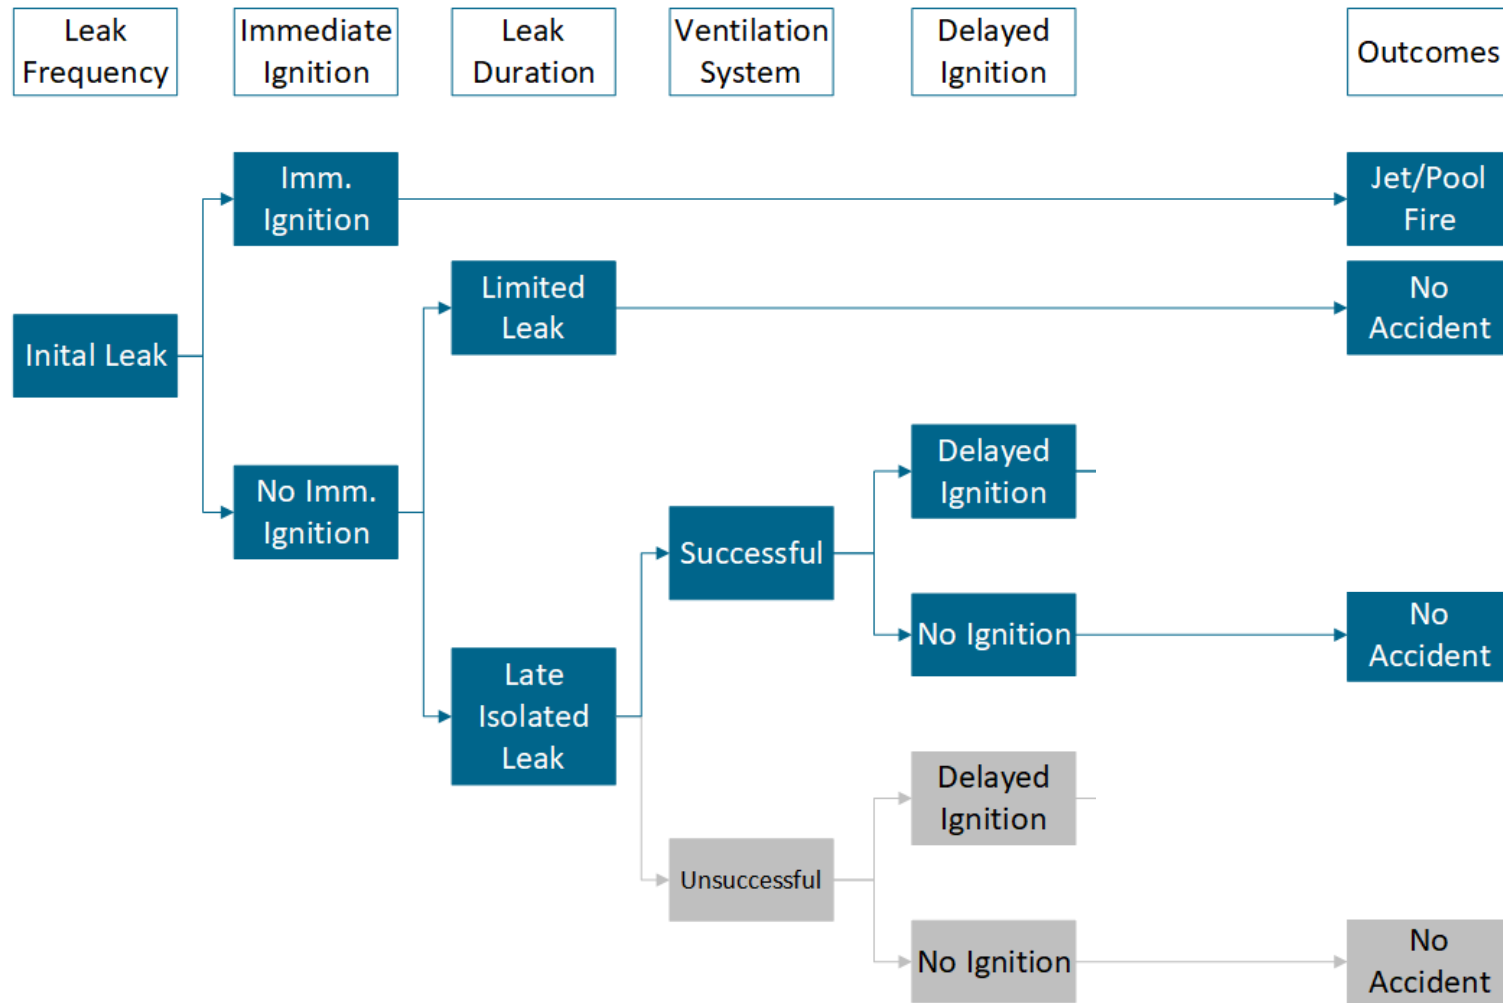 Leak
Frequency
Immediate
Ignition
Leak
Duration
Ventilation
System
Delayed
Ignition
Outcomes
Imm.
Ignition
Jet/Pool
Fire
Limited
Leak
No
Accident
Inital Leak
No Imm.
Ignition
Delayed
Ignition
Successful
No Ignition
No
Accident
Late
Isolated
Leak
Delayed
Ignition
Unsuccessful
No Ignition
No
Accident